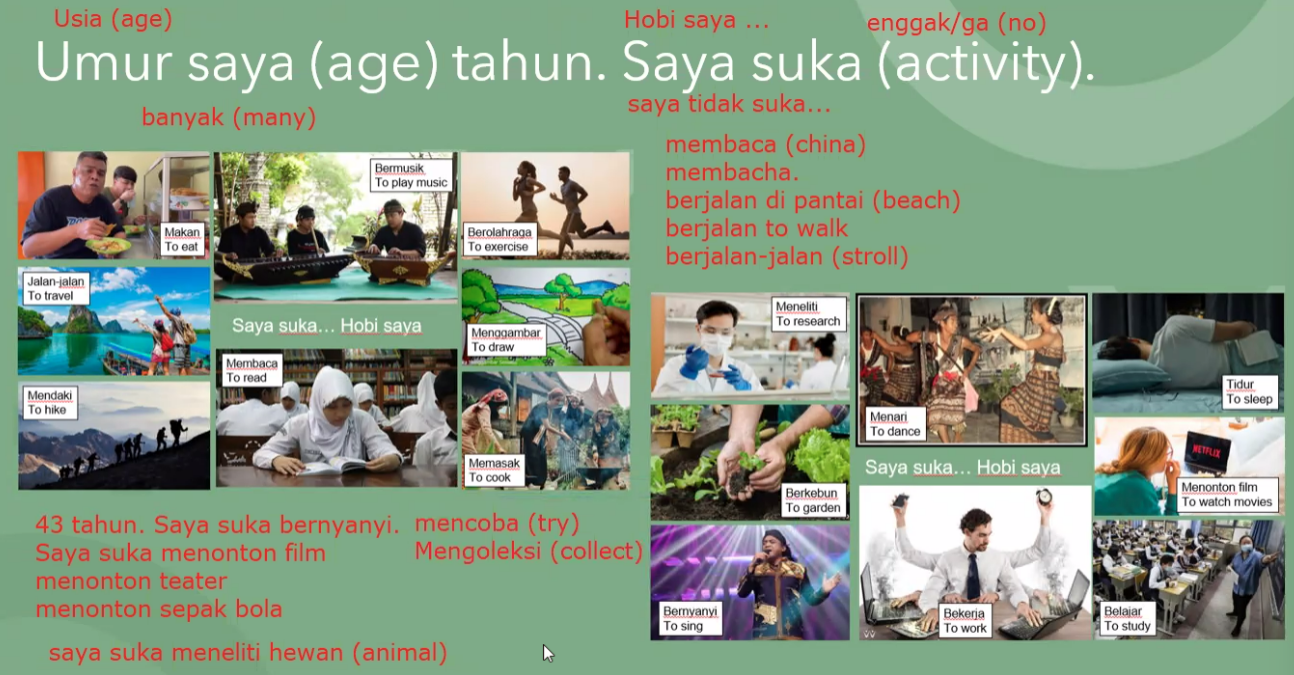 Usia (age)
Hobi saya ...
enggak/ga (no)
Umur saya (age) tahun. Saya suka (activity).
banyak (many)
saya tidak suka...
membaca (china)
membacha.
berjalan di pantai (beach)
berjalan to walk
berjalan-jalan (stroll)
Makan
To eat
Bermusik
To play music
Berolahraga
To exercise
Jalan-jalan
To travel
Saya suka... Hobi saya
Menggambar
To draw
Mendaki
To hike
Membaca
To read
Memasak
To cook
Meneliti
To research
Menari
To dance
Tidur
To sleep
Berkebun
To garden
Saya suka... Hobi saya
NETFLIX
Menonton film
To watch movies
Bernyanyi
To sing
Bekerja
To work
Belajar
To study
43 tahun. Saya suka bernyanyi.
Saya suka menonton film
menonton teater
menonton sepak bola
mencoba (try)
Mengoleksi (collect)
saya suka meneliti hewan (animal)